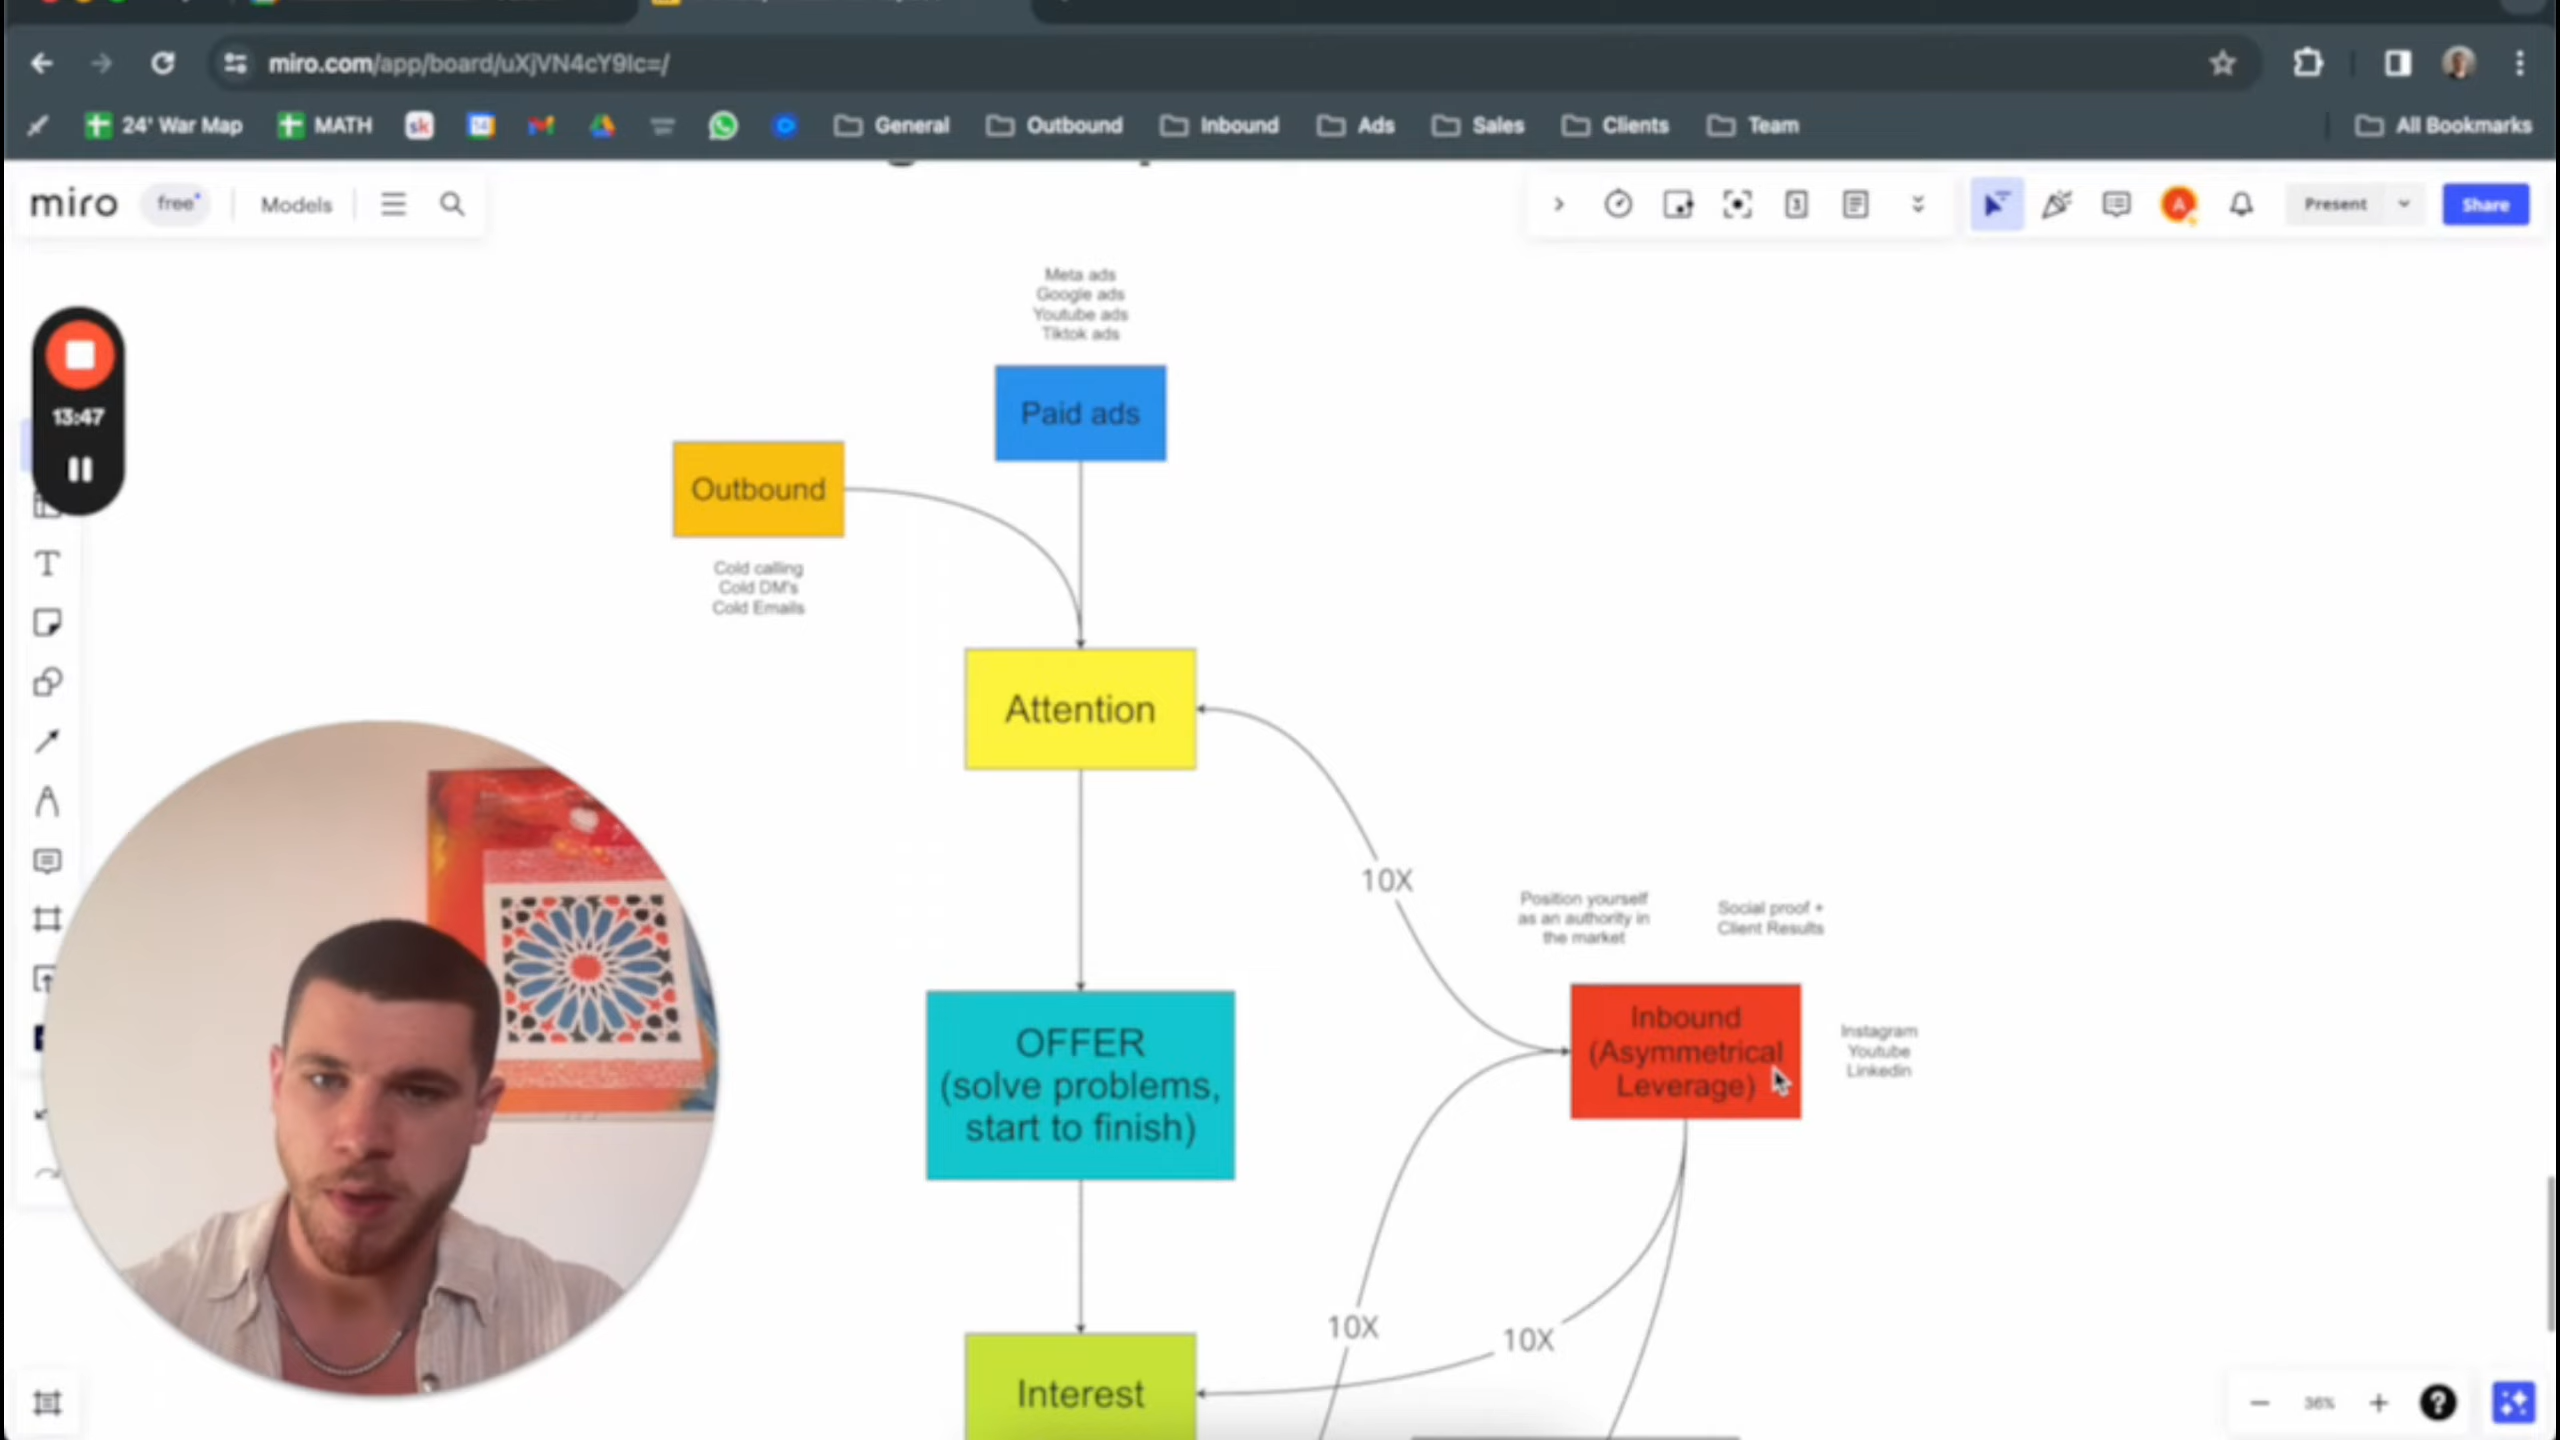 miro.com/app/board/uXjVN4cY9lc=/
24' War Map
MATH
sk
General
Outbound
Inbound
Ads
Sales
Clients
Team
All Bookmarks
miro
free
Models
A
Present
Share
13:47
Meta ads
Google ads
Youtube ads
Tiktok ads
Paid ads
Outbound
Cold calling
Cold DM's
Cold Emails
Attention
10X
Position yourself
as an authority in
the market
Social proof +
Client Results
OFFER
(solve problems,
start to finish)
Inbound
(Asymmetrical
Leverage)
Instagram
Youtube
Linkedin
10X
10X
Interest
36%